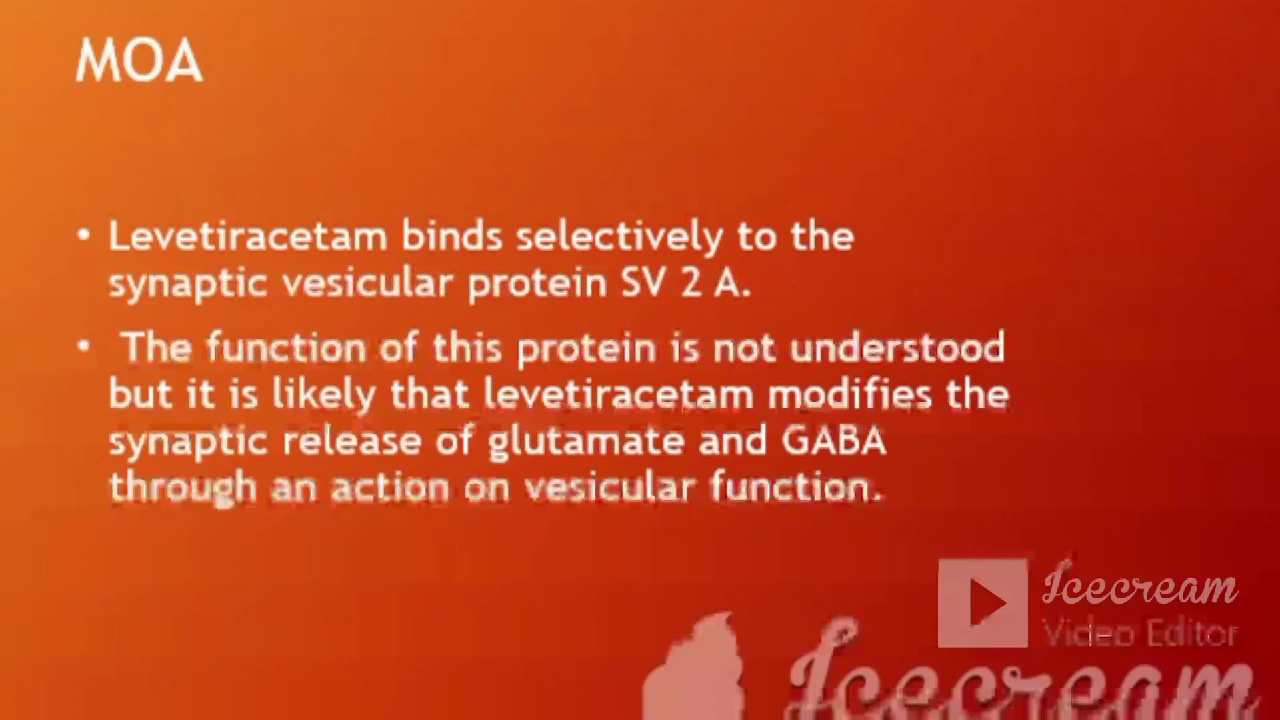 MOA
• Levetiracetam binds selectively to the
synaptic vesicular protein SV 2 A.
• The function of this protein is not understood
but it is likely that levetiracetam modifies the
synaptic release of glutamate and GABA
through an action on vesicular function.
Icecream
Video Editor
Icecream